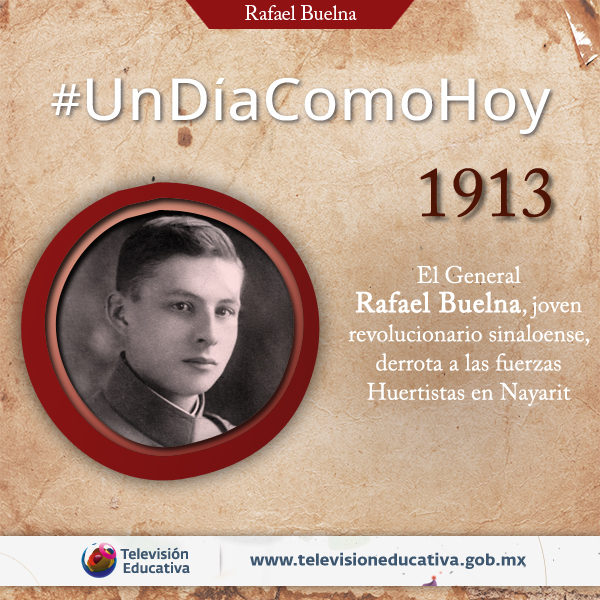 Rafael Buelna
#UnDíaComoHoy
1913
El General
Rafael Buelna, joven
revolucionario sinaloense,
derrota a las fuerzas
Huertistas en Nayarit
Televisión
Educativa
www.televisioneducativa.gob.mx